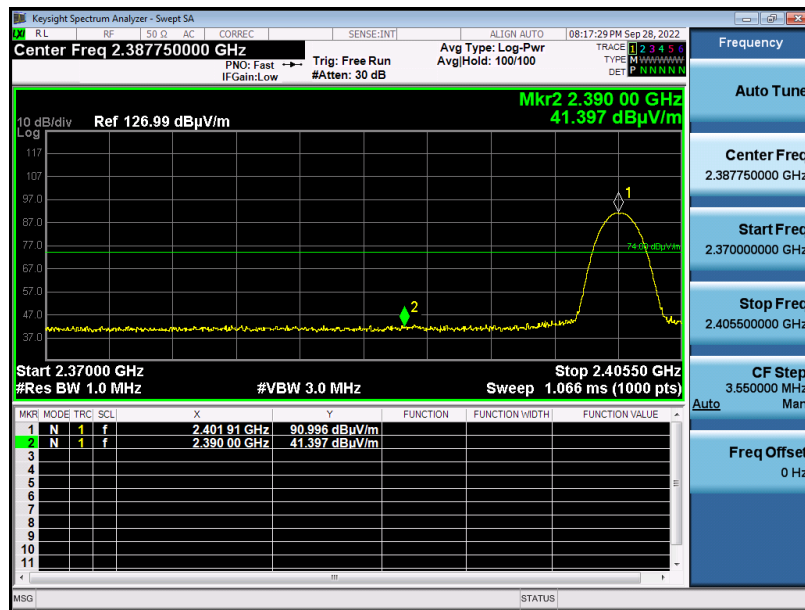 Keysight Spectrum Analyzer - Swept SA
LXI RL RF 50 Ω AC CORREC SENSE:INT ALIGN AUTO 08:17:29 PM Sep 28, 2022
Center Freq 2.387750000 GHz
PNO: Fast
IFGain:Low
Trig: Free Run
#Atten: 30 dB
Avg Type: Log-Pwr
Avg|Hold: 100/100
TRACE 1 2 3 4 5 6
TYPE M WWWWW
DET P N N N N N
Mkr2 2.390 00 GHz
41.397 dBµV/m
10 dB/div Ref 126.99 dBµV/m
Log
117
107
97.0
87.0
77.0
67.0
57.0
47.0
37.0
1
74.00 dBµV/m
2
Start 2.37000 GHz Stop 2.40550 GHz
#Res BW 1.0 MHz #VBW 3.0 MHz Sweep 1.066 ms (1000 pts)
MKR MODE TRC SCL X Y FUNCTION FUNCTION WIDTH FUNCTION VALUE
1 N 1 f 2.401 91 GHz 90.996 dBµV/m
2 N 1 f 2.390 00 GHz 41.397 dBµV/m
3
4
5
6
7
8
9
10
11
MSG STATUS
Frequency
Auto Tune
Center Freq
2.387750000 GHz
Start Freq
2.370000000 GHz
Stop Freq
2.405500000 GHz
CF Step
3.550000 MHz
Auto Man
Freq Offset
0 Hz